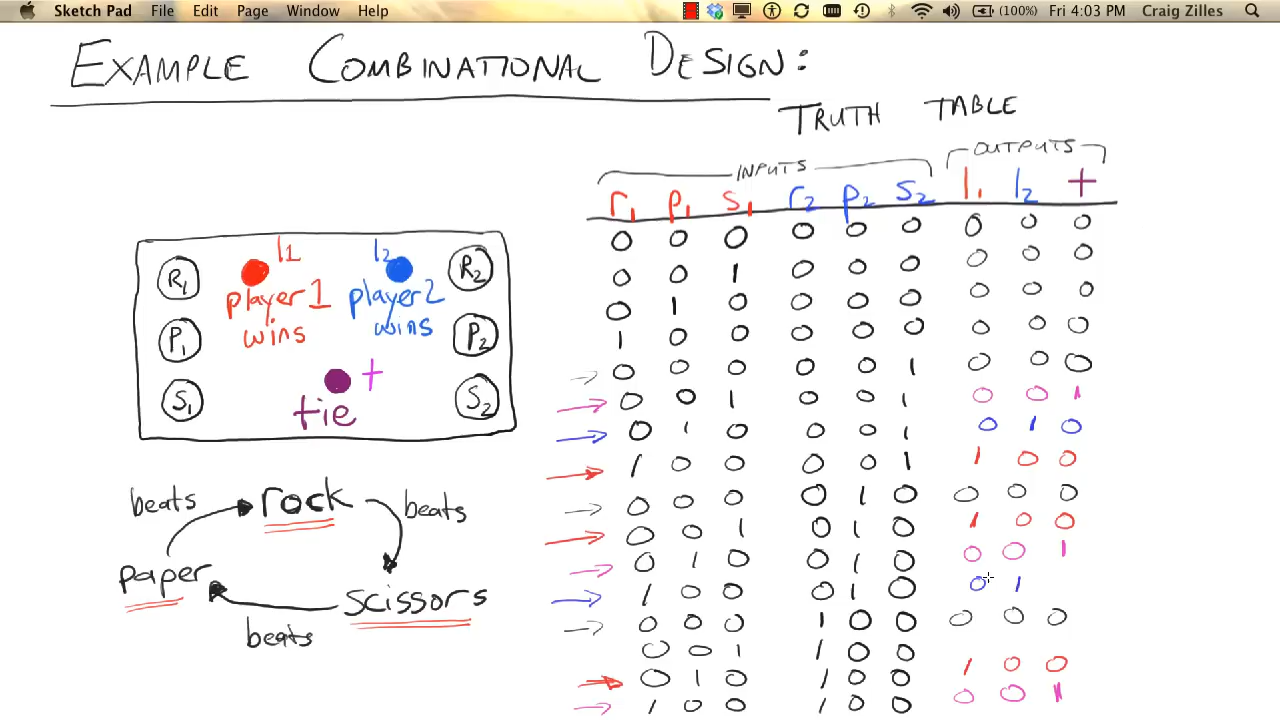 Sketch Pad File Edit Page Window Help (100%) Fri 4:03 PM Craig Zilles
EXAMPLE COMBINATIONAL DESIGN:
R₁ l₁ l₂ R₂
player 1 wins
player 2 wins
P₁ P₂
S₁ t S₂
tie
beats rock beats
paper scissors
beats
TRUTH TABLE
INPUTS OUTPUTS
r₁ p₁ s₁ r₂ p₂ s₂ l₁ l₂ t
0 0 0 0 0 0 0 0 0
0 0 1 0 0 0 0 0 0
0 1 0 0 0 0 0 0 0
1 0 0 0 0 0 0 0 0
0 0 0 0 0 1 0 0 0
0 0 1 0 0 1 0 0 1
0 1 0 0 0 1 0 1 0
1 0 0 0 0 1 1 0 0
0 0 0 0 1 0 0 0 0
0 0 1 0 1 0 1 0 0
0 1 0 0 1 0 0 0 1
1 0 0 0 1 0 0 1
0 0 0 1 0 0 0 0 0
0 0 1 1 0 0
0 1 0 1 0 0 1 0 0
1 0 0 1 0 0 0 0 1